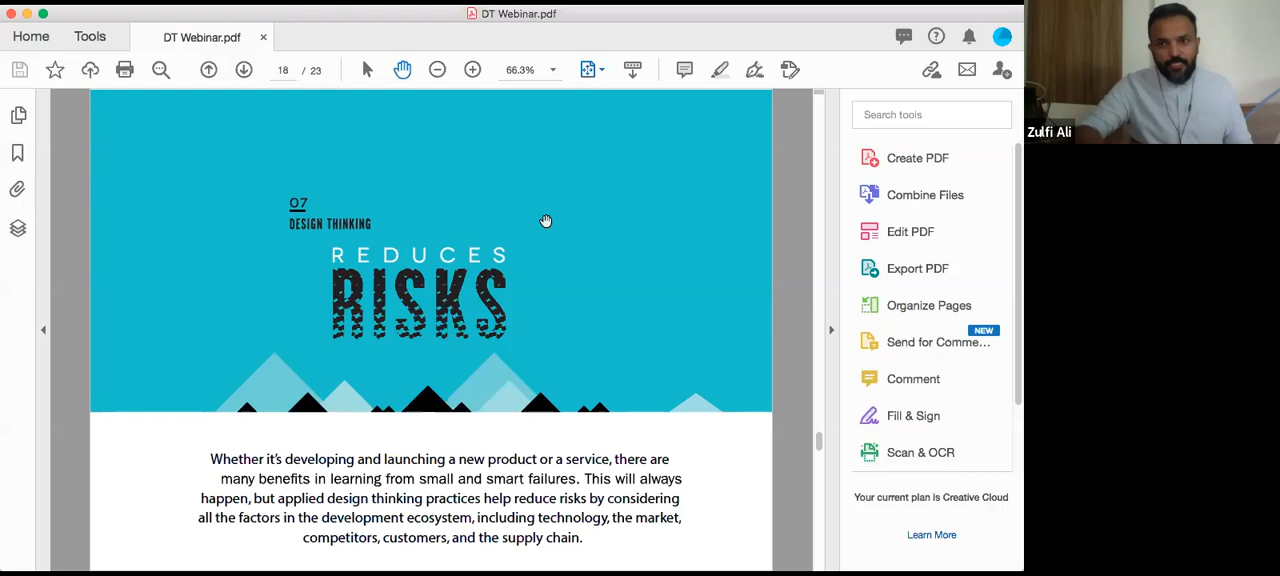 DT Webinar.pdf
Home
Tools
DT Webinar.pdf
18 / 23
66.3%
Zulfi Ali
Search tools
07
DESIGN THINKING
REDUCES
RISKS
Whether it's developing and launching a new product or a service, there are
many benefits in learning from small and smart failures. This will always
happen, but applied design thinking practices help reduce risks by considering
all the factors in the development ecosystem, including technology, the market,
competitors, customers, and the supply chain.
Create PDF
Combine Files
Edit PDF
Export PDF
Organize Pages
NEW
Send for Comme...
Comment
Fill & Sign
Scan & OCR
Your current plan is Creative Cloud
Learn More